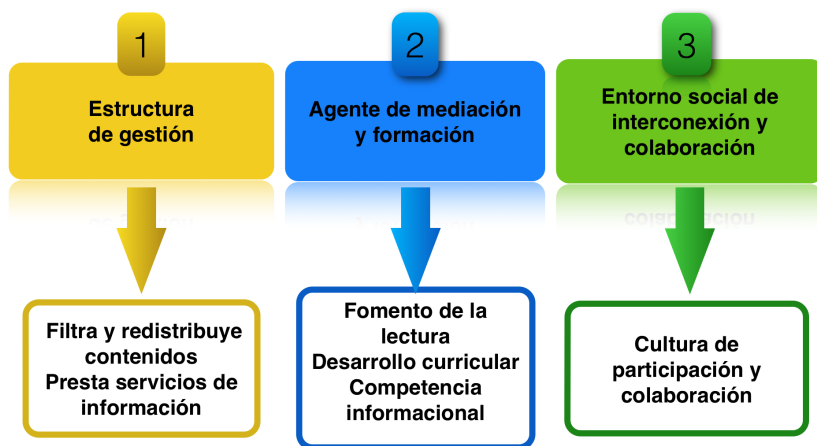 1
Estructura
de gestión
Filtra y redistribuye
contenidos
Presta servicios de
información
2
Agente de mediación
y formación
Fomento de la
lectura
Desarrollo curricular
Competencia
informacional
3
Entorno social de
interconexión y
colaboración
Cultura de
participación y
colaboración